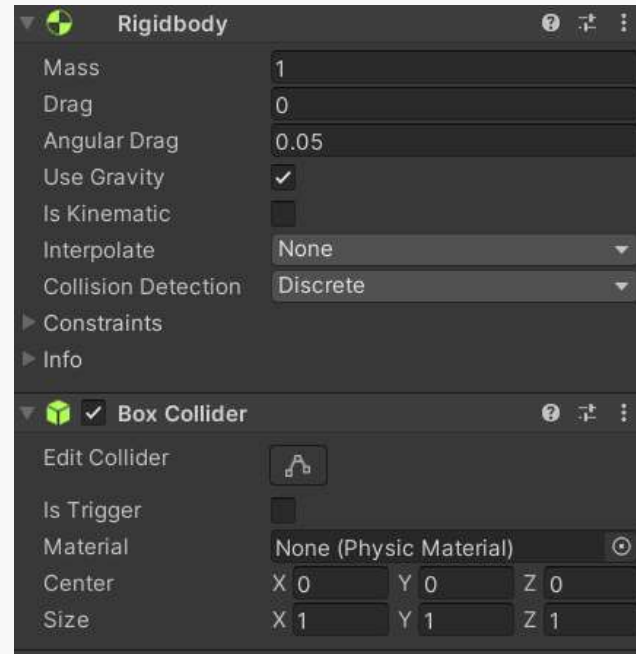 Rigidbody
Mass 1
Drag 0
Angular Drag 0.05
Use Gravity
Is Kinematic
Interpolate None
Collision Detection Discrete
Constraints
Info
Box Collider
Edit Collider
Is Trigger
Material None (Physic Material)
Center X 0 Y 0 Z 0
Size X 1 Y 1 Z 1